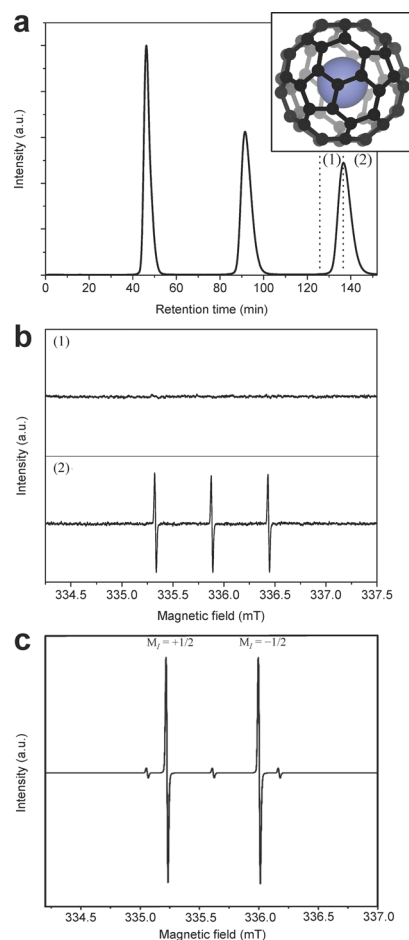 a
Intensity (a.u.)
(1) (2)
0 20 40 60 80 100 120 140
Retention time (min)
b
(1)
(2)
Intensity (a.u.)
334.5 335.0 335.5 336.0 336.5 337.0 337.5
Magnetic field (mT)
c
M_I = +1/2 M_I = −1/2
Intensity (a.u.)
334.5 335.0 335.5 336.0 336.5 337.0
Magnetic field (mT)